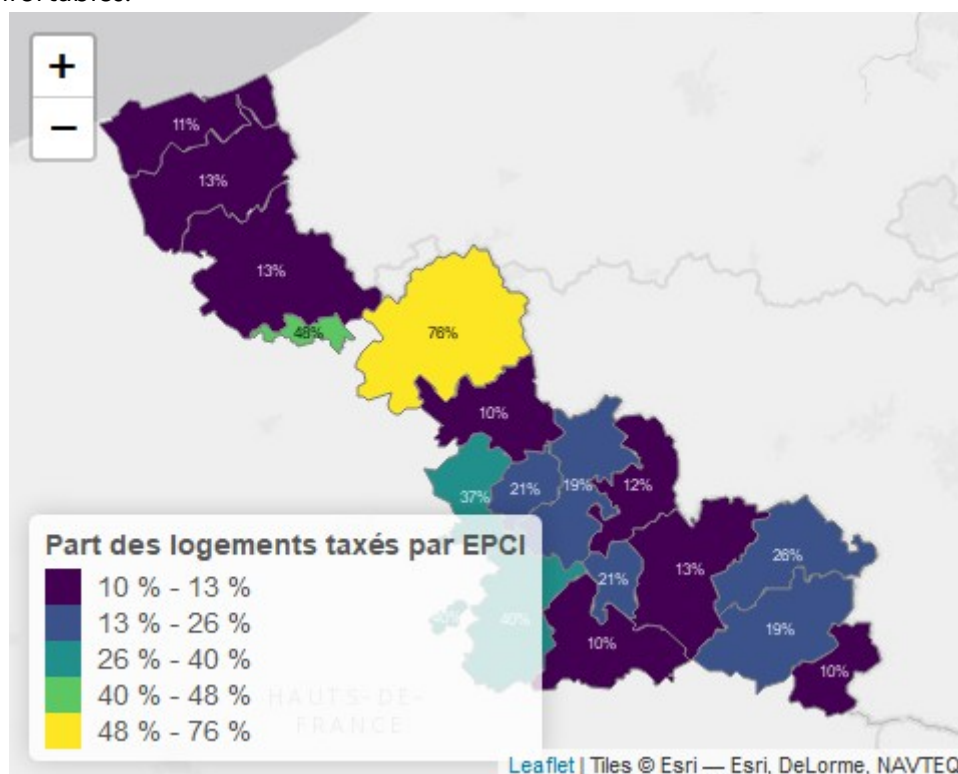 +
−
11%
13%
13%
48%
76%
10%
37%
21%
19%
12%
13%
26%
21%
40%
10%
19%
10%
Part des logements taxés par EPCI
10 % - 13 %
13 % - 26 %
26 % - 40 %
40 % - 48 %
48 % - 76 %
HAUTS-DE-
FRANCE
Leaflet | Tiles © Esri — Esri, DeLorme, NAVTEQ